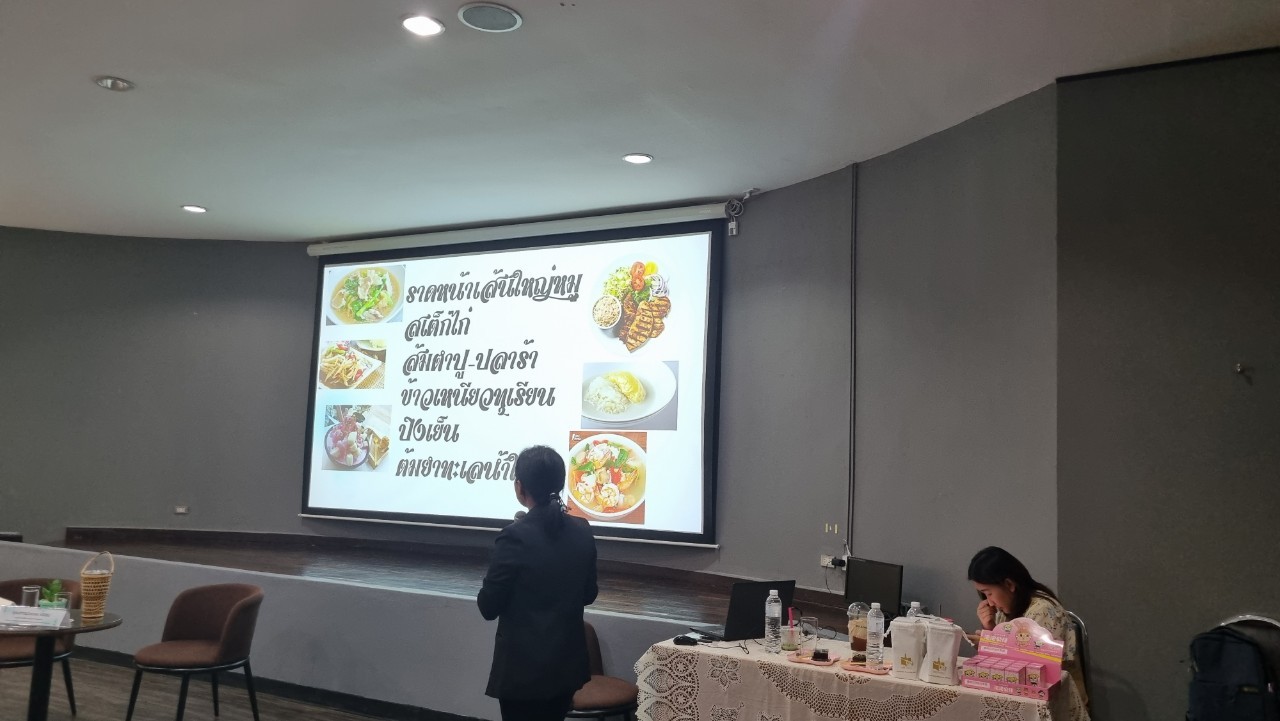 ราดหน้าเส้นใหญ่หมู
สเต็กไก่
ส้มตำปู-ปลาร้า
ข้าวเหนียวทุเรียน
ปังเย็น
ต้มยำทะเลน้ำ